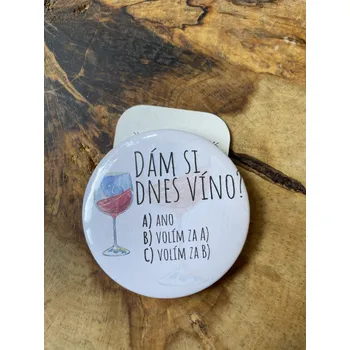 DÁM SI
DNES VÍNO?
A) ANO
B) VOLÍM ZA A)
C) VOLÍM ZA B)